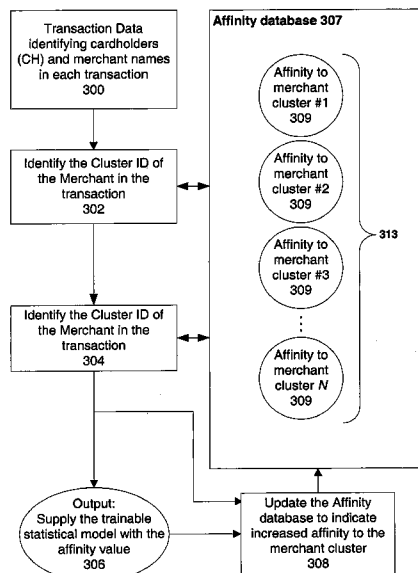 Transaction Data
identifying cardholders
(CH) and merchant names
in each transaction
300
Identify the Cluster ID of
the Merchant in the
transaction
302
Identify the Cluster ID of
the Merchant in the
transaction
304
Output:
Supply the trainable
statistical model with the
affinity value
306
Affinity database 307
Affinity to
merchant
cluster #1
309
Affinity to
merchant
cluster #2
309
Affinity to
merchant
cluster #3
309
Affinity to
merchant
cluster N
309
313
Update the Affinity
database to indicate
increased affinity to the
merchant cluster
308